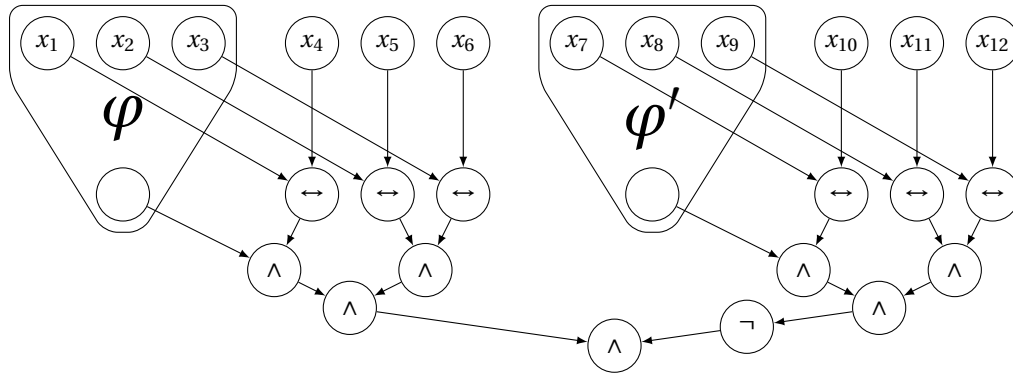 x₁ x₂ x₃ x₄ x₅ x₆ x₇ x₈ x₉ x₁₀ x₁₁ x₁₂
φ φ′
↔ ↔ ↔ ↔ ↔ ↔
∧ ∧ ∧ ∧
∧ ∧
¬
∧